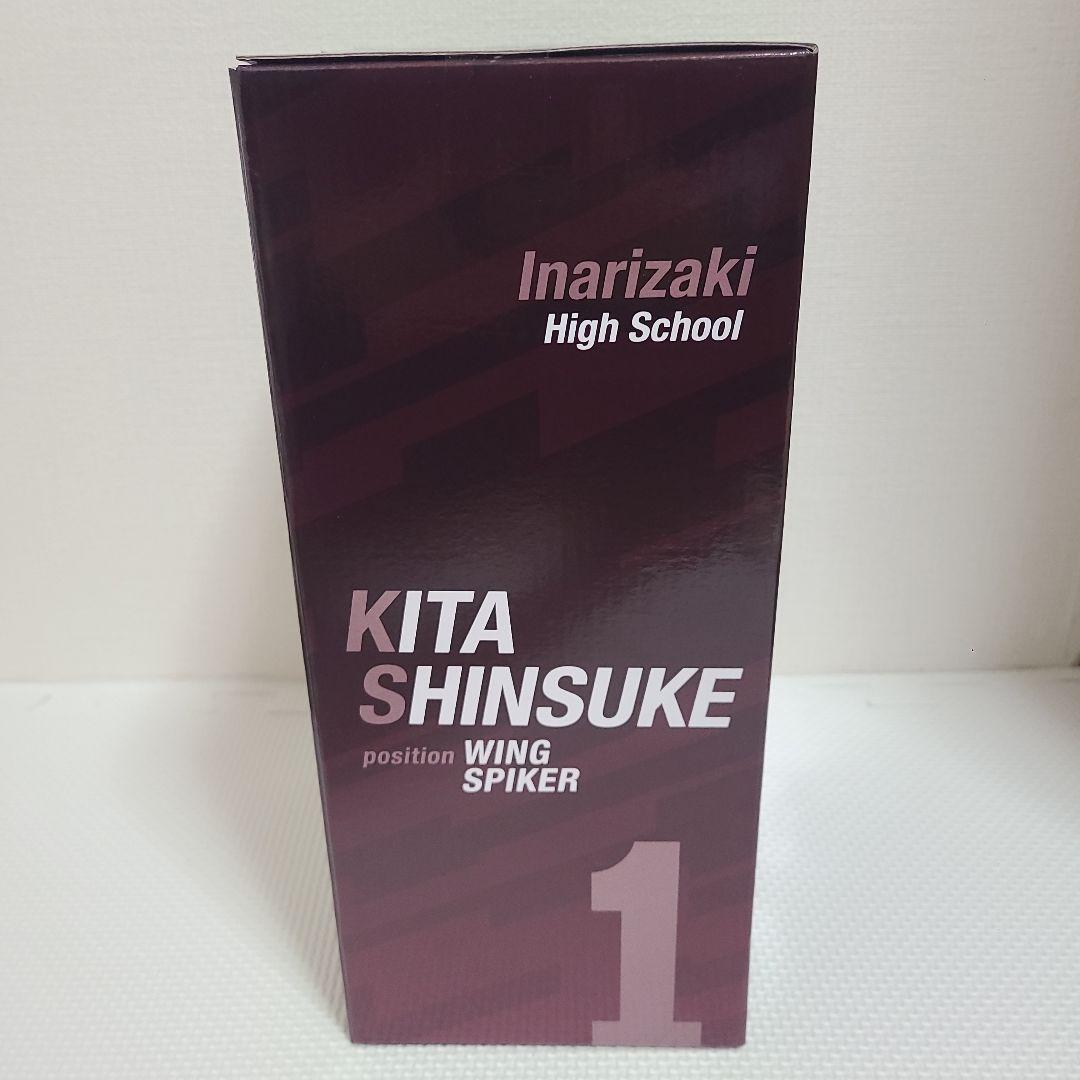 Inarizaki
High School
KITA
SHINSUKE
position WING
SPIKER
1